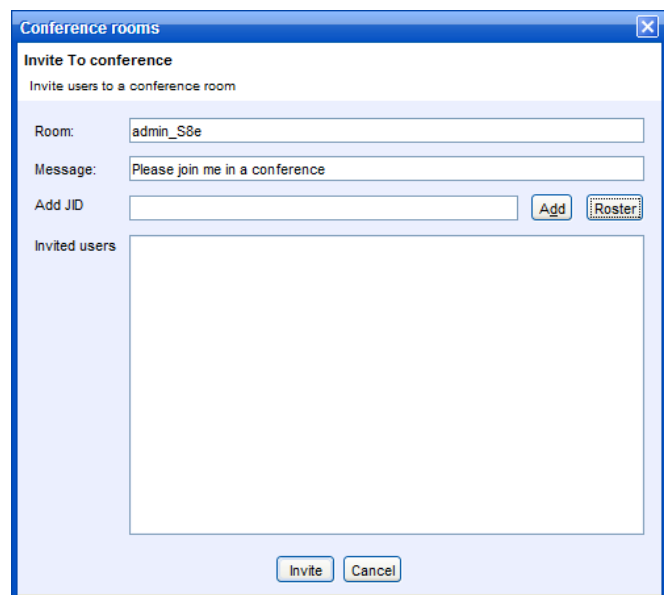 Conference rooms
Invite To conference
Invite users to a conference room
Room: admin_S8e
Message: Please join me in a conference
Add JID Add Roster
Invited users
Invite Cancel